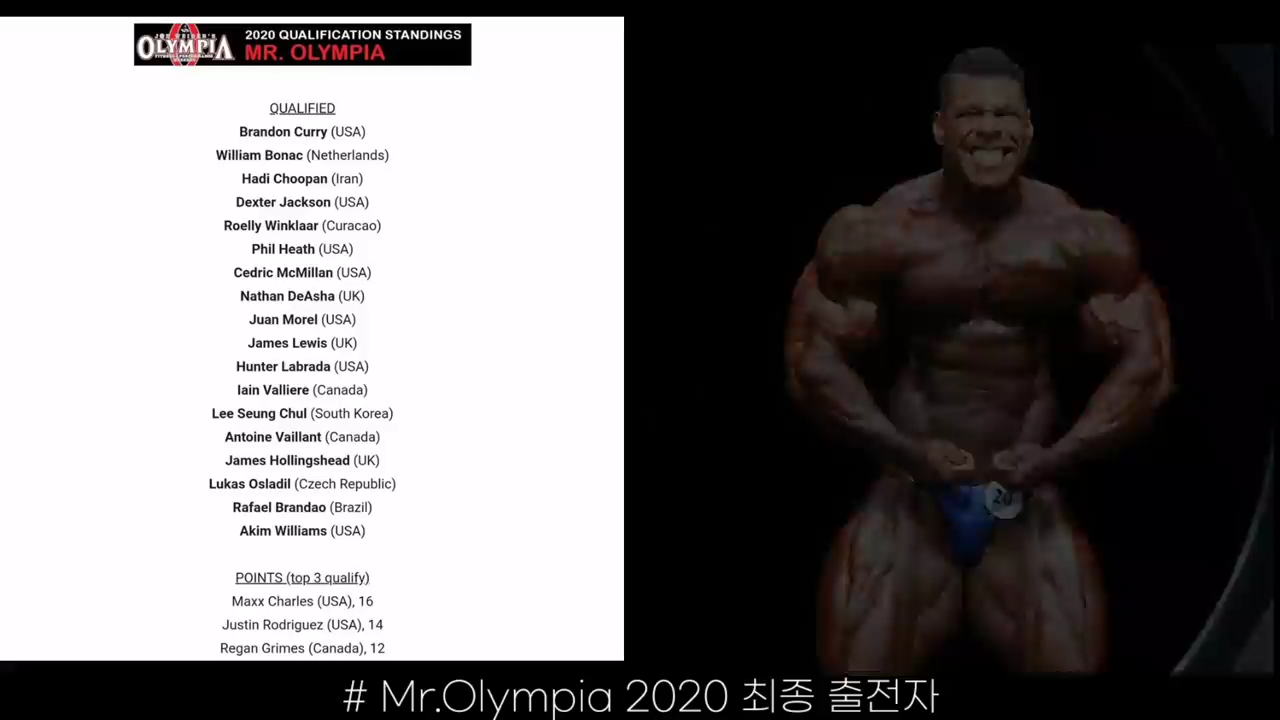 JOE WEIDER'S
OLYMPIA
2020 QUALIFICATION STANDINGS
MR. OLYMPIA
QUALIFIED
Brandon Curry (USA)
William Bonac (Netherlands)
Hadi Choopan (Iran)
Dexter Jackson (USA)
Roelly Winklaar (Curacao)
Phil Heath (USA)
Cedric McMillan (USA)
Nathan DeAsha (UK)
Juan Morel (USA)
James Lewis (UK)
Hunter Labrada (USA)
Iain Valliere (Canada)
Lee Seung Chul (South Korea)
Antoine Vaillant (Canada)
James Hollingshead (UK)
Lukas Osladil (Czech Republic)
Rafael Brandao (Brazil)
Akim Williams (USA)
POINTS (top 3 qualify)
Maxx Charles (USA), 16
Justin Rodriguez (USA), 14
Regan Grimes (Canada), 12
20
# Mr.Olympia 2020 최종 출전자